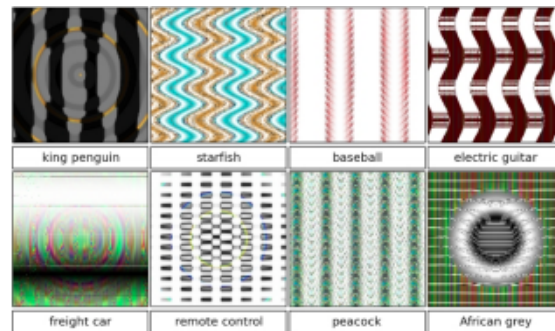 king penguin
starfish
baseball
electric guitar
freight car
remote control
peacock
African grey